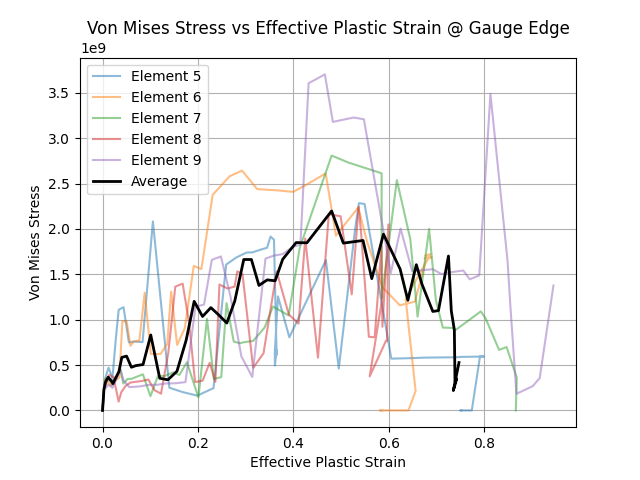 Von Mises Stress vs Effective Plastic Strain @ Gauge Edge
1e9
Element 5
Element 6
Element 7
Element 8
Element 9
Average
3.5
3.0
2.5
2.0
1.5
1.0
0.5
0.0
Von Mises Stress
0.0 0.2 0.4 0.6 0.8
Effective Plastic Strain